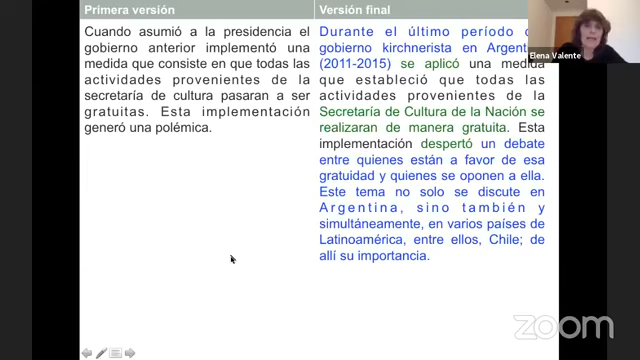 Primera versión
Cuando asumió a la presidencia el
gobierno anterior implementó una
medida que consiste en que todas las
actividades provenientes de la
secretaría de cultura pasaran a ser
gratuitas. Esta implementación
generó una polémica.
Versión final
Durante el último período
gobierno kirchnerista en
(2011-2015) se aplicó una medida
que estableció que todas las
actividades provenientes de la
Secretaría de Cultura de la Nación se
realizaran de manera gratuita. Esta
implementación despertó un debate
entre quienes están a favor de esa
gratuidad y quienes se oponen a ella.
Este tema no solo se discute en
Argentina, sino también y
simultáneamente, en varios países de
Latinoamérica, entre ellos, Chile; de
allí su importancia.
Elena Valente
zoom